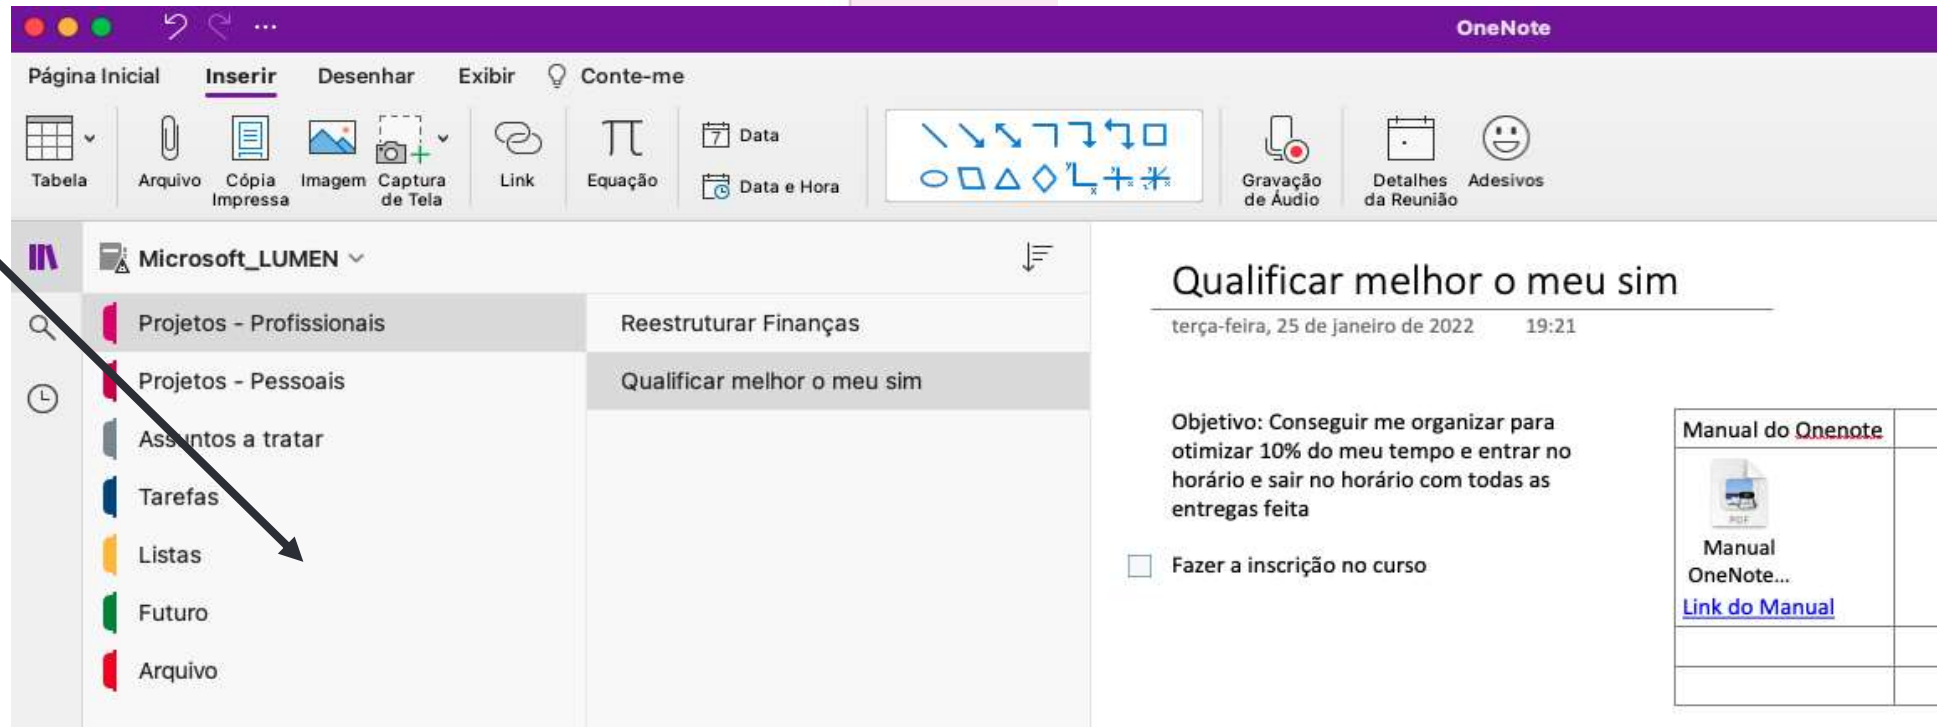 OneNote
Página Inicial Inserir Desenhar Exibir Conte-me
Tabela
Arquivo
Cópia
Impressa
Imagem
Captura
de Tela
Link
Equação
7 Data
Data e Hora
Gravação
de Áudio
Detalhes
da Reunião
Adesivos
Microsoft_LUMEN
Projetos - Profissionais
Projetos - Pessoais
Assuntos a tratar
Tarefas
Listas
Futuro
Arquivo
Reestruturar Finanças
Qualificar melhor o meu sim
Qualificar melhor o meu sim
terça-feira, 25 de janeiro de 2022 19:21
Objetivo: Conseguir me organizar para
otimizar 10% do meu tempo e entrar no
horário e sair no horário com todas as
entregas feita
Fazer a inscrição no curso
Manual do Onenote
PDF
Manual
OneNote...
Link do Manual